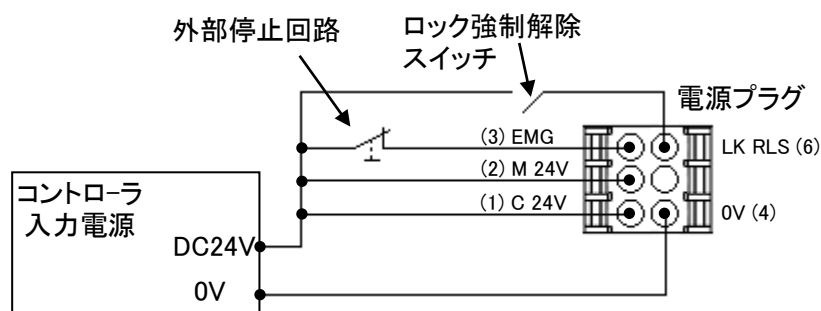 外部停止回路
ロック強制解除
スイッチ
電源プラグ
(3) EMG
LK RLS (6)
(2) M 24V
(1) C 24V
0V (4)
コントローラ
入力電源
DC24V
0V